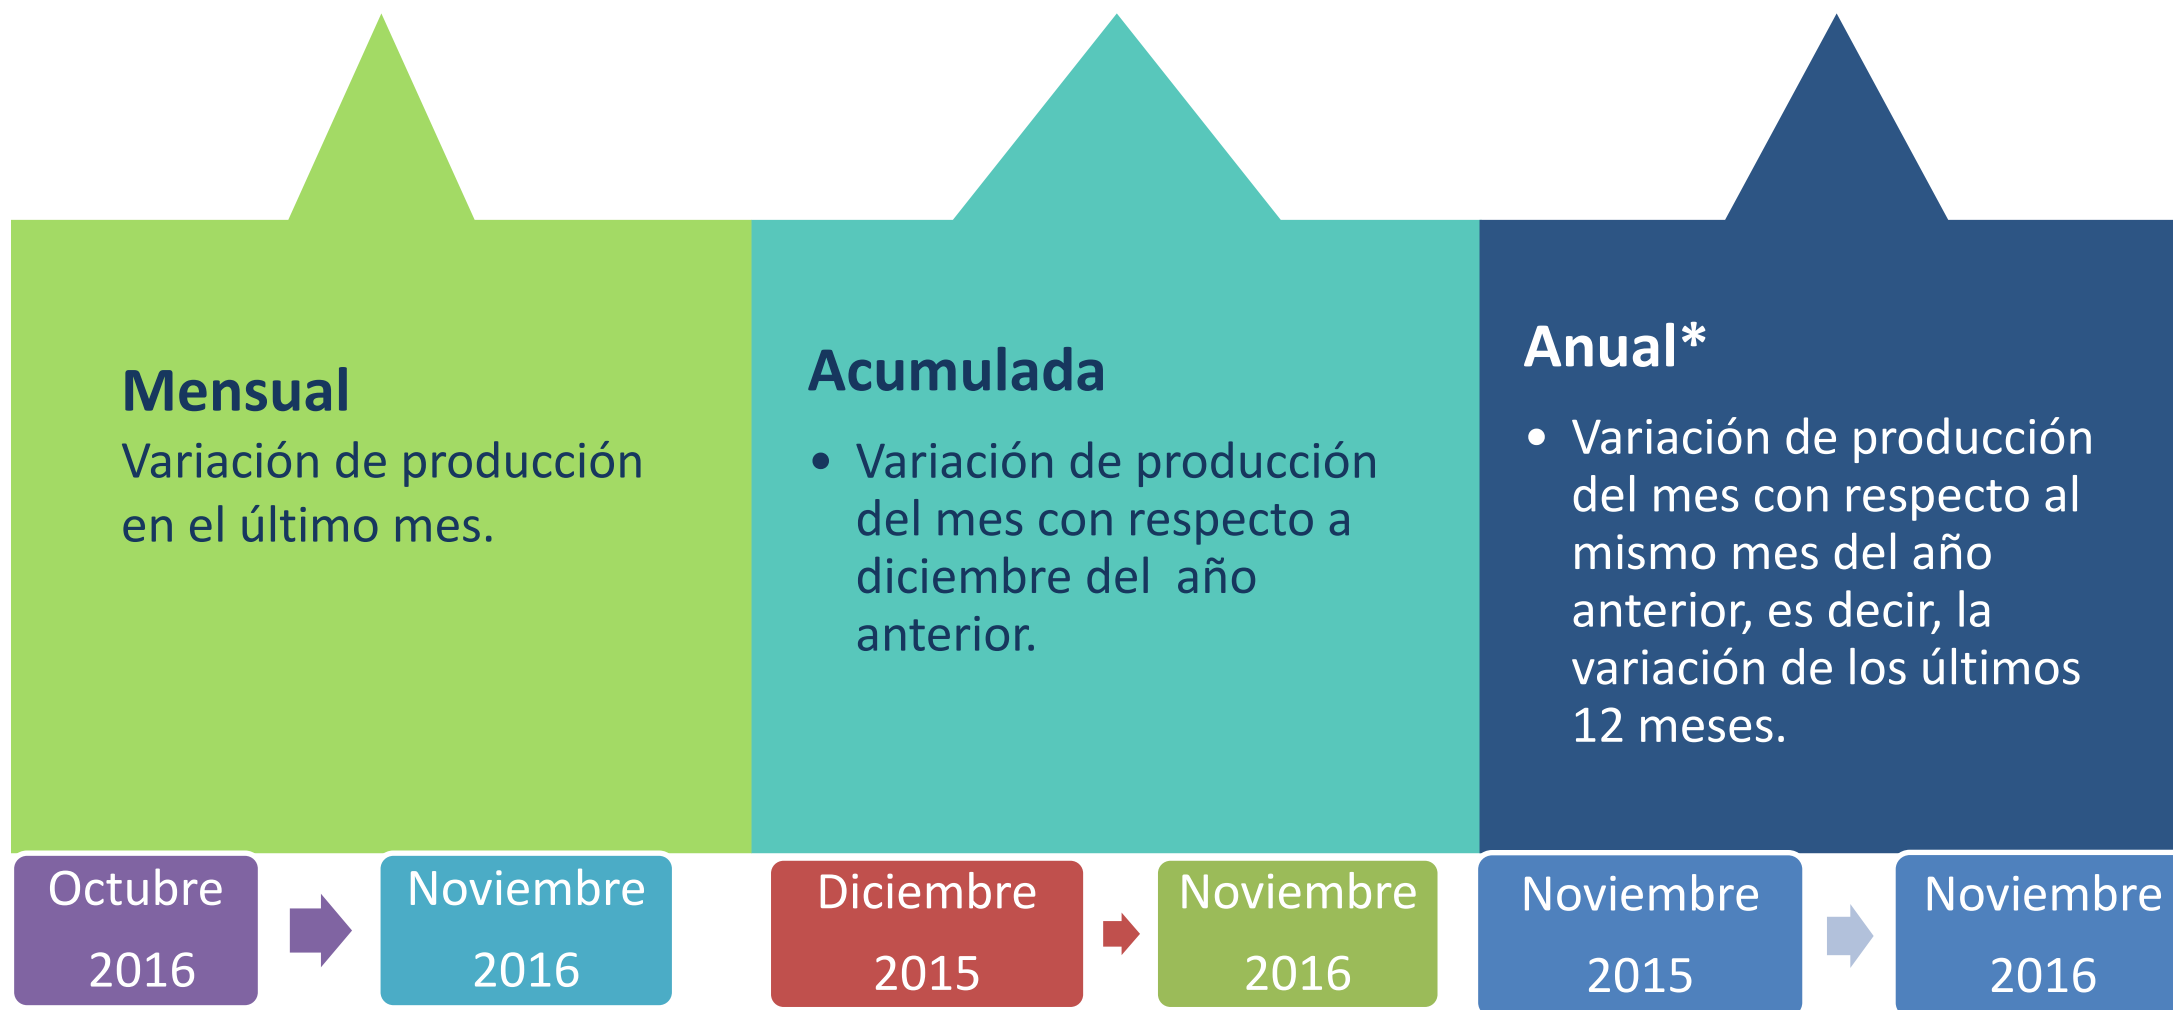 Mensual
Variación de producción
en el último mes.
Acumulada
• Variación de producción
del mes con respecto a
diciembre del año
anterior.
Anual*
• Variación de producción
del mes con respecto al
mismo mes del año
anterior, es decir, la
variación de los últimos
12 meses.
Octubre
2016
Noviembre
2016
Diciembre
2015
Noviembre
2016
Noviembre
2015
Noviembre
2016